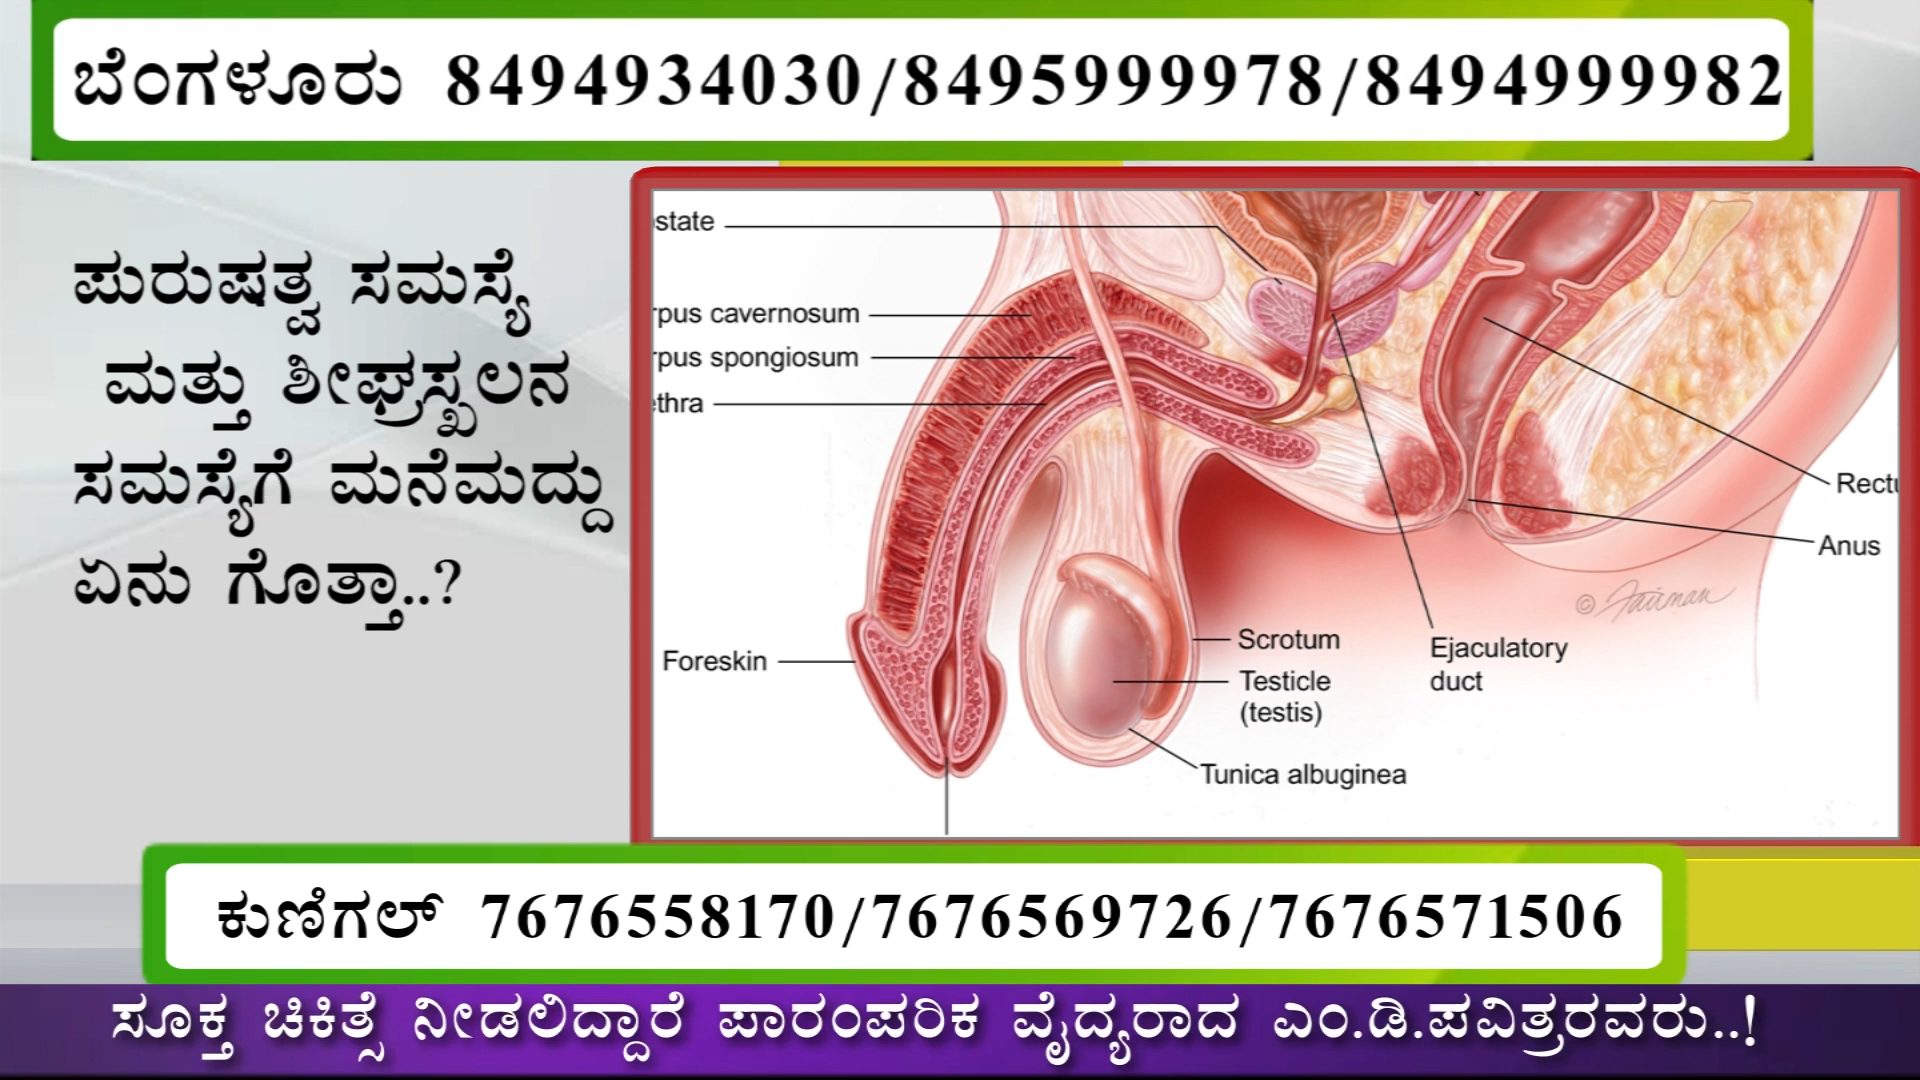 ಬೆಂಗಳೂರು 8494934030/8495999978/8494999982
ಪುರುಷತ್ವ ಸಮಸ್ಯೆ
ಮತ್ತು ಶೀಘ್ರಸ್ಖಲನ
ಸಮಸ್ಯೆಗೆ ಮನೆಮದ್ದು
ಏನು ಗೊತ್ತಾ..?
state
rpus cavernosum
rpus spongiosum
ethra
Rectu
Anus
© Fairman
Foreskin
Scrotum
Ejaculatory
duct
Testicle
(testis)
Tunica albuginea
ಕುಣಿಗಲ್ 7676558170/7676569726/7676571506
ಸೂಕ್ತ ಚಿಕಿತ್ಸೆ ನೀಡಲಿದ್ದಾರೆ ಪಾರಂಪರಿಕ ವೈದ್ಯರಾದ ಎಂ.ಡಿ.ಪವಿತ್ರರವರು..!